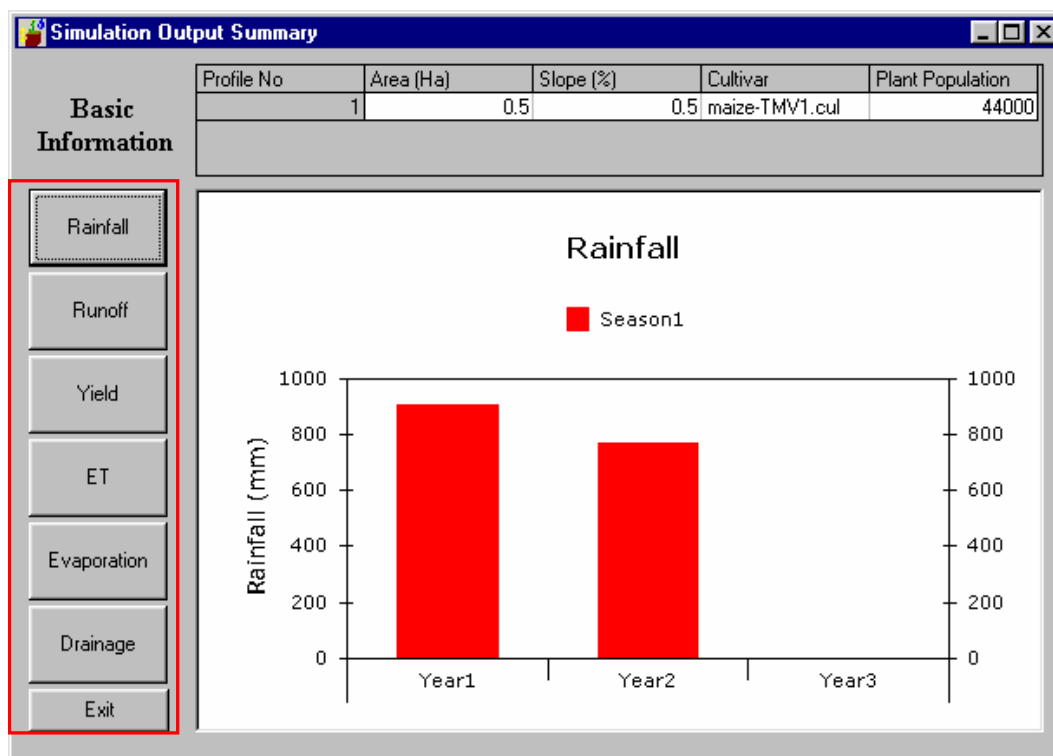 Simulation Output Summary
Basic
Information
Profile No Area (Ha) Slope (%) Cultivar Plant Population
1 0.5 0.5 maize-TMV1.cul 44000
Rainfall
Runoff
Yield
ET
Evaporation
Drainage
Exit
Rainfall
Season1
Rainfall (mm)
1000 1000
800 800
600 600
400 400
200 200
0 0
Year1 Year2 Year3